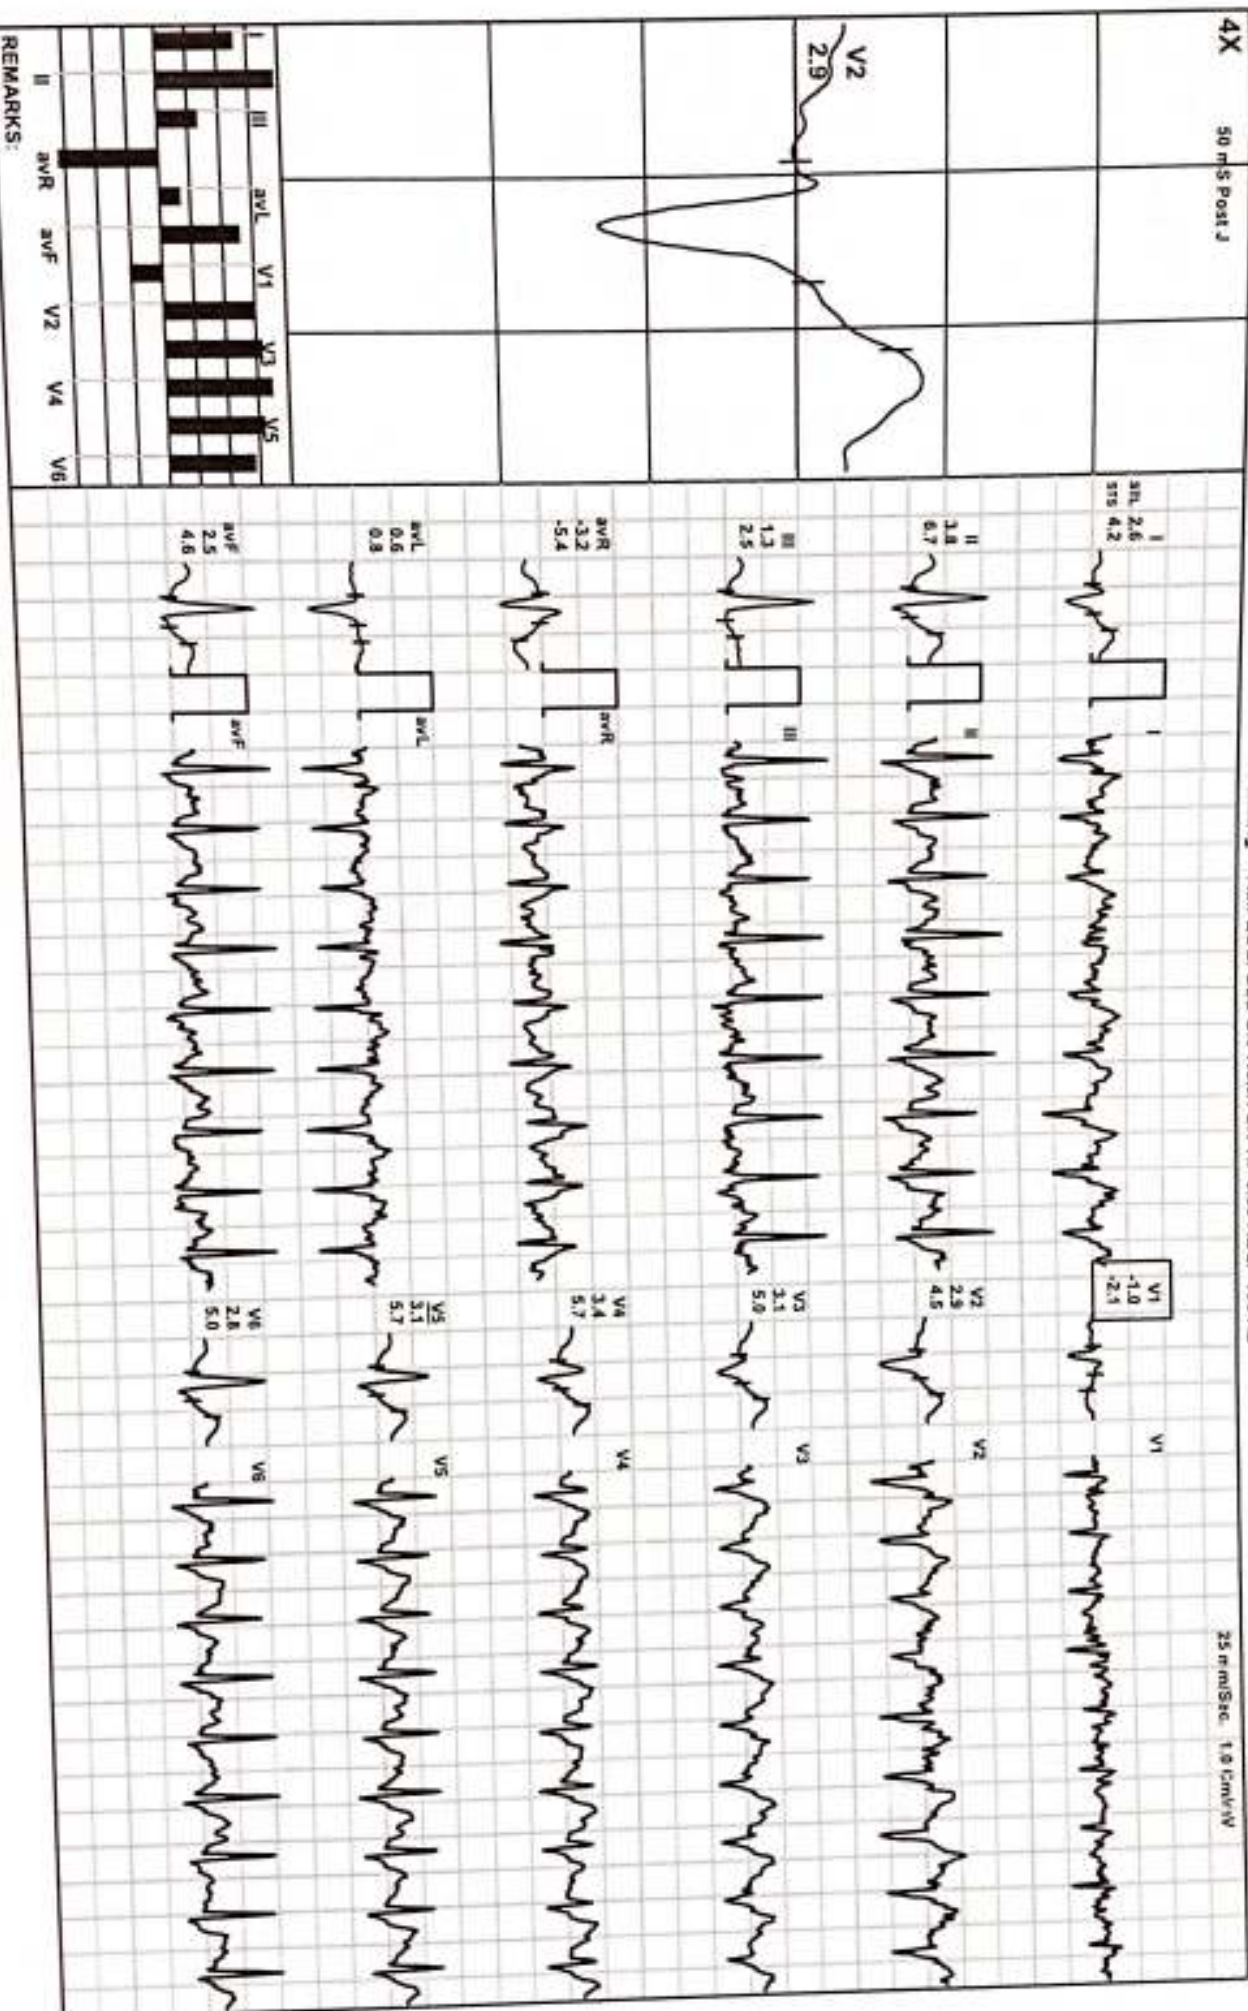 4X
50 mS Post J
25 mm/Sec. 1.0 Cm/mV
V2
2.9
I
STL 2.6
STS 4.2
I
V1
-1.0
-2.1
V1
II
3.8
6.7
II
V2
2.9
4.5
V2
III
1.3
2.5
III
V3
3.1
5.0
V3
avR
-3.2
-5.4
avR
V4
3.4
5.7
V4
avL
0.6
0.8
avL
V5
3.1
5.7
V5
avF
2.5
4.6
avF
V6
2.8
5.0
V6
I III avL V1 V3 V5
II avR avF V2 V4 V6
REMARKS: